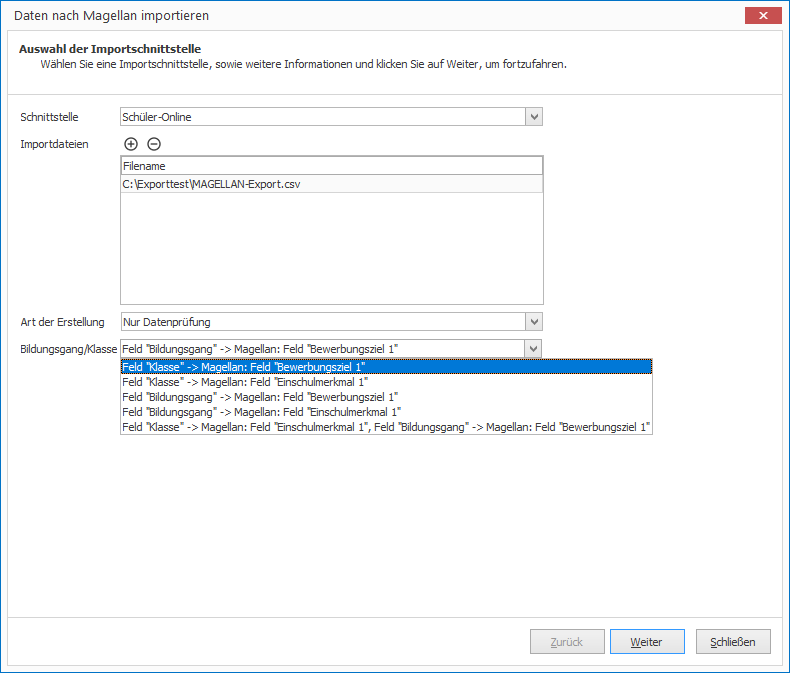 Daten nach Magellan importieren
Auswahl der Importschnittstelle
Wählen Sie eine Importschnittstelle, sowie weitere Informationen und klicken Sie auf Weiter, um fortzufahren.
Schnittstelle Schüler-Online
Importdateien
Filename
C:\Exporttest\MAGELLAN-Export.csv
Art der Erstellung Nur Datenprüfung
Bildungsgang/Klasse Feld "Bildungsgang" -> Magellan: Feld "Bewerbungsziel 1"
Feld "Klasse" -> Magellan: Feld "Bewerbungsziel 1"
Feld "Klasse" -> Magellan: Feld "Einschulmerkmal 1"
Feld "Bildungsgang" -> Magellan: Feld "Bewerbungsziel 1"
Feld "Bildungsgang" -> Magellan: Feld "Einschulmerkmal 1"
Feld "Klasse" -> Magellan: Feld "Einschulmerkmal 1", Feld "Bildungsgang" -> Magellan: Feld "Bewerbungsziel 1"
Zurück Weiter Schließen